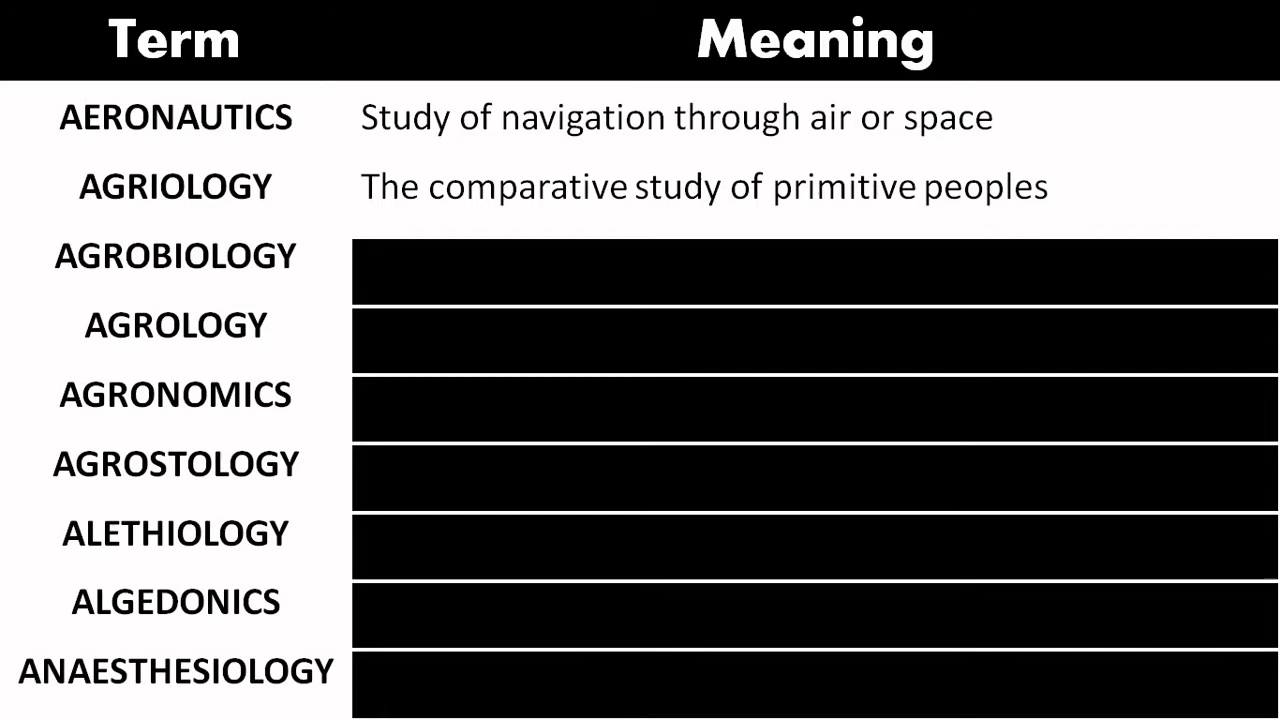 Term Meaning
AERONAUTICS Study of navigation through air or space
AGRIOLOGY The comparative study of primitive peoples
AGROBIOLOGY
AGROLOGY
AGRONOMICS
AGROSTOLOGY
ALETHIOLOGY
ALGEDONICS
ANAESTHESIOLOGY